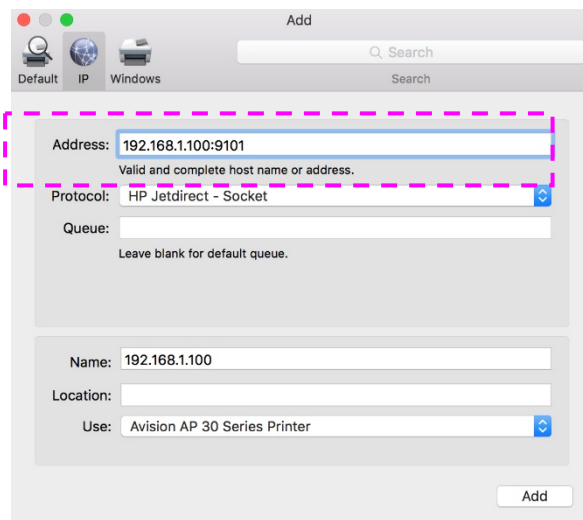 Add
Default IP Windows
Search
Search
Address: 192.168.1.100:9101
Valid and complete host name or address.
Protocol: HP Jetdirect - Socket
Queue:
Leave blank for default queue.
Name: 192.168.1.100
Location:
Use: Avision AP 30 Series Printer
Add